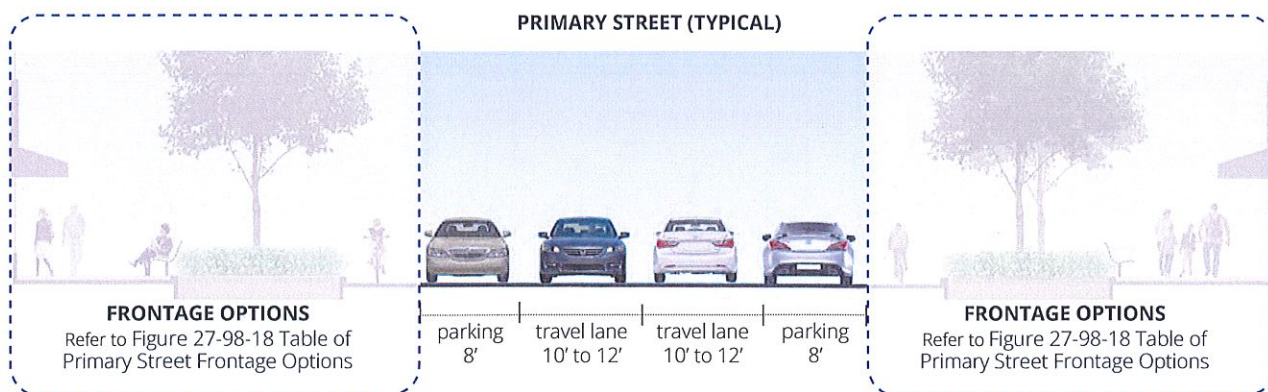 PRIMARY STREET (TYPICAL)
FRONTAGE OPTIONS
Refer to Figure 27-98-18 Table of
Primary Street Frontage Options
parking
8'
travel lane
10' to 12'
travel lane
10' to 12'
parking
8'
FRONTAGE OPTIONS
Refer to Figure 27-98-18 Table of
Primary Street Frontage Options